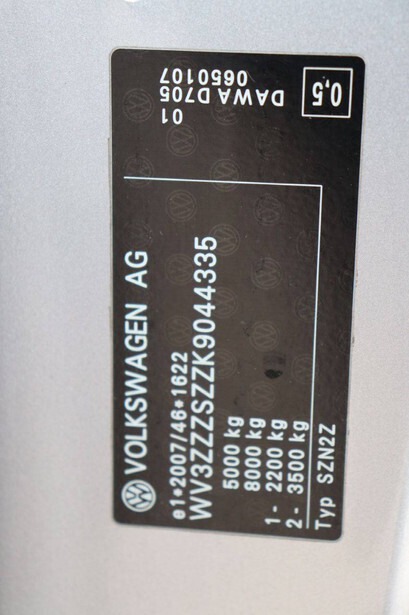 VOLKSWAGEN AG
e1*2007/46*1622
WV3ZZZSZZK9044335
5000 kg
8000 kg
1- 2200 kg
2- 3500 kg
Typ SZN2Z
01
DAWA D705
0650107
0,5